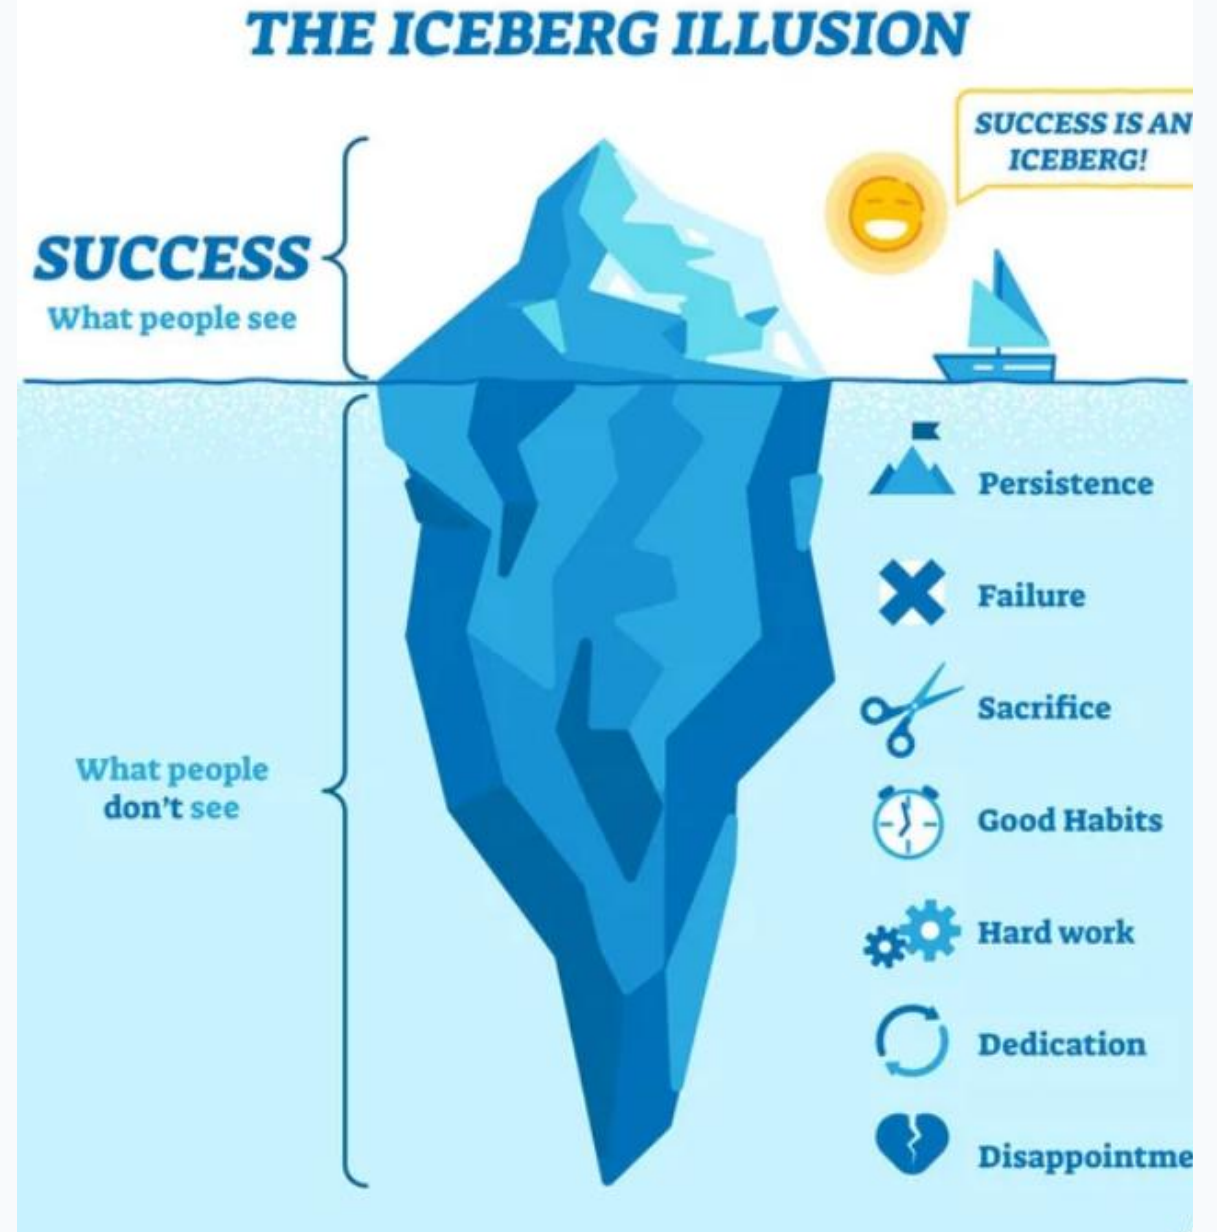 THE ICEBERG ILLUSION
SUCCESS IS AN
ICEBERG!
SUCCESS
What people see
Persistence
Failure
Sacrifice
What people
don't see
Good Habits
Hard work
Dedication
Disappointme